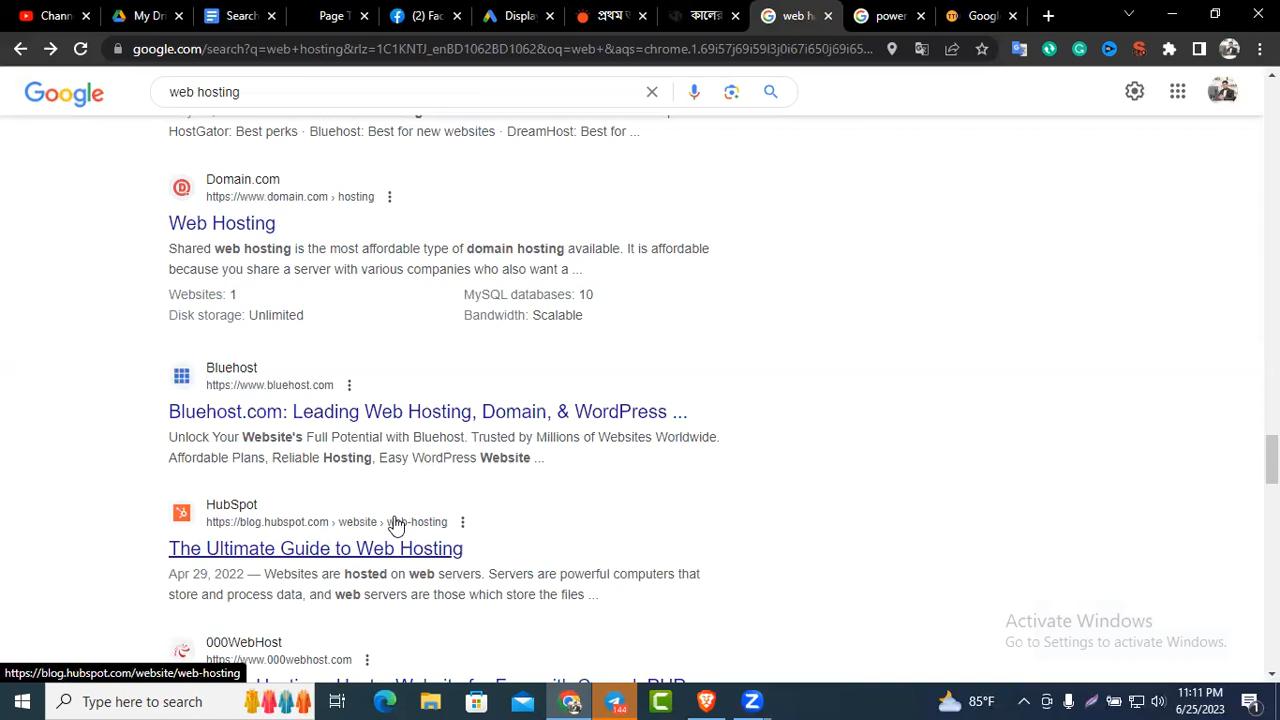 Chann
My Dri
Search
Page T
(2) Fac
Display
প্রথম
কালের
web h
power
Googl
google.com/search?q=web+hosting&rlz=1C1KNTJ_enBD1062BD1062&oq=web+&aqs=chrome.1.69i57j69i59l3j0i67i650j69i65...
Google
web hosting
HostGator: Best perks · Bluehost: Best for new websites · DreamHost: Best for ...
Domain.com
https://www.domain.com › hosting
Web Hosting
Shared web hosting is the most affordable type of domain hosting available. It is affordable
because you share a server with various companies who also want a ...
Websites: 1
MySQL databases: 10
Disk storage: Unlimited
Bandwidth: Scalable
Bluehost
https://www.bluehost.com
Bluehost.com: Leading Web Hosting, Domain, & WordPress ...
Unlock Your Website's Full Potential with Bluehost. Trusted by Millions of Websites Worldwide.
Affordable Plans, Reliable Hosting, Easy WordPress Website ...
HubSpot
https://blog.hubspot.com › website › web-hosting
The Ultimate Guide to Web Hosting
Apr 29, 2022 — Websites are hosted on web servers. Servers are powerful computers that
store and process data, and web servers are those which store the files ...
Activate Windows
Go to Settings to activate Windows.
000WebHost
https://www.000webhost.com
https://blog.hubspot.com/website/web-hosting
Type here to search
144
85°F
11:11 PM
6/25/2023
1